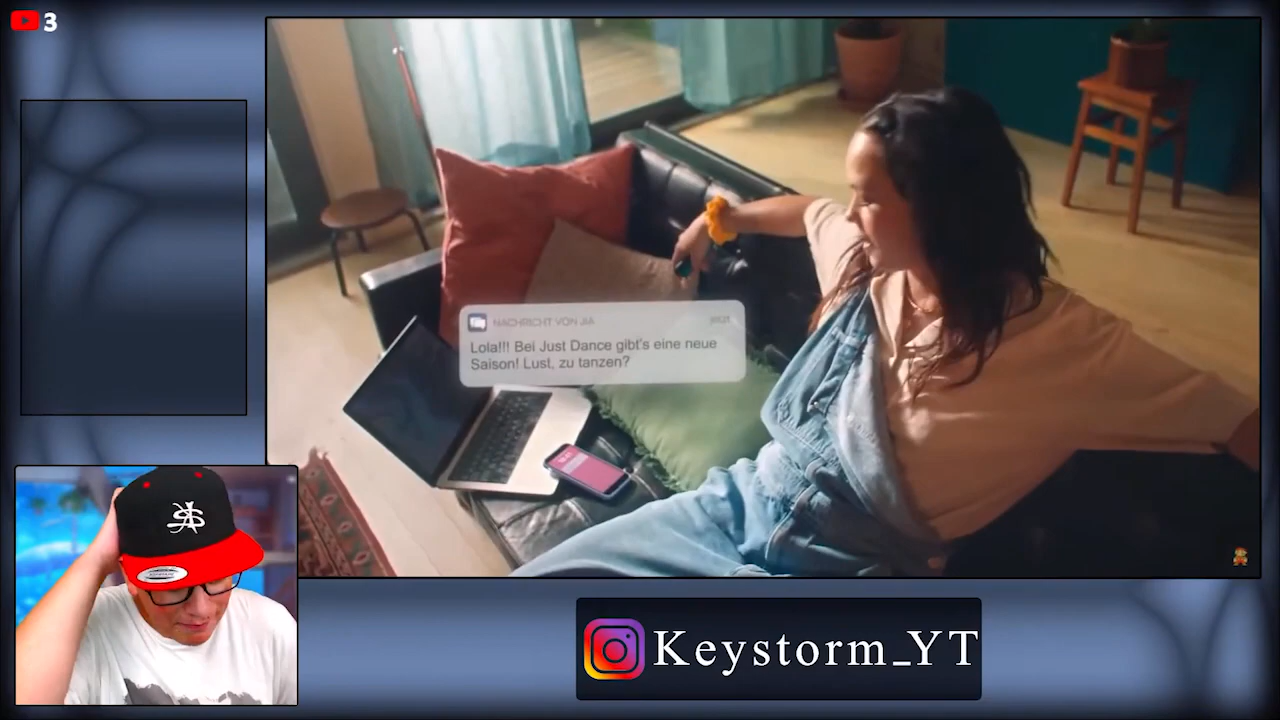 3
NACHRICHT VON JIA
Lola!!! Bei Just Dance gibt's eine neue
Saison! Lust, zu tanzen?
Keystorm_YT